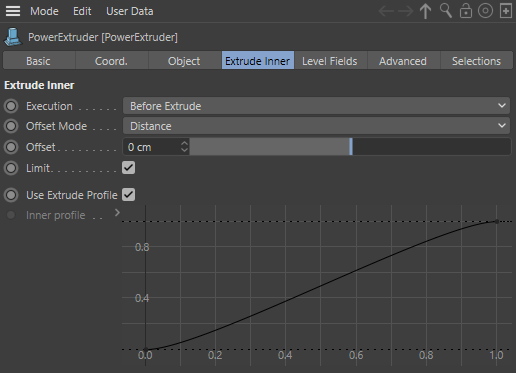 Mode Edit User Data
PowerExtruder [PowerExtruder]
Basic Coord. Object Extrude Inner Level Fields Advanced Selections
Extrude Inner
Execution . . . . . . . Before Extrude
Offset Mode . . . . . Distance
Offset . . . . . . . . . . 0 cm
Limit . . . . . . . . . . .
Use Extrude Profile
Inner profile . . .
0.8
0.4
0.0 0.2 0.4 0.6 0.8 1.0